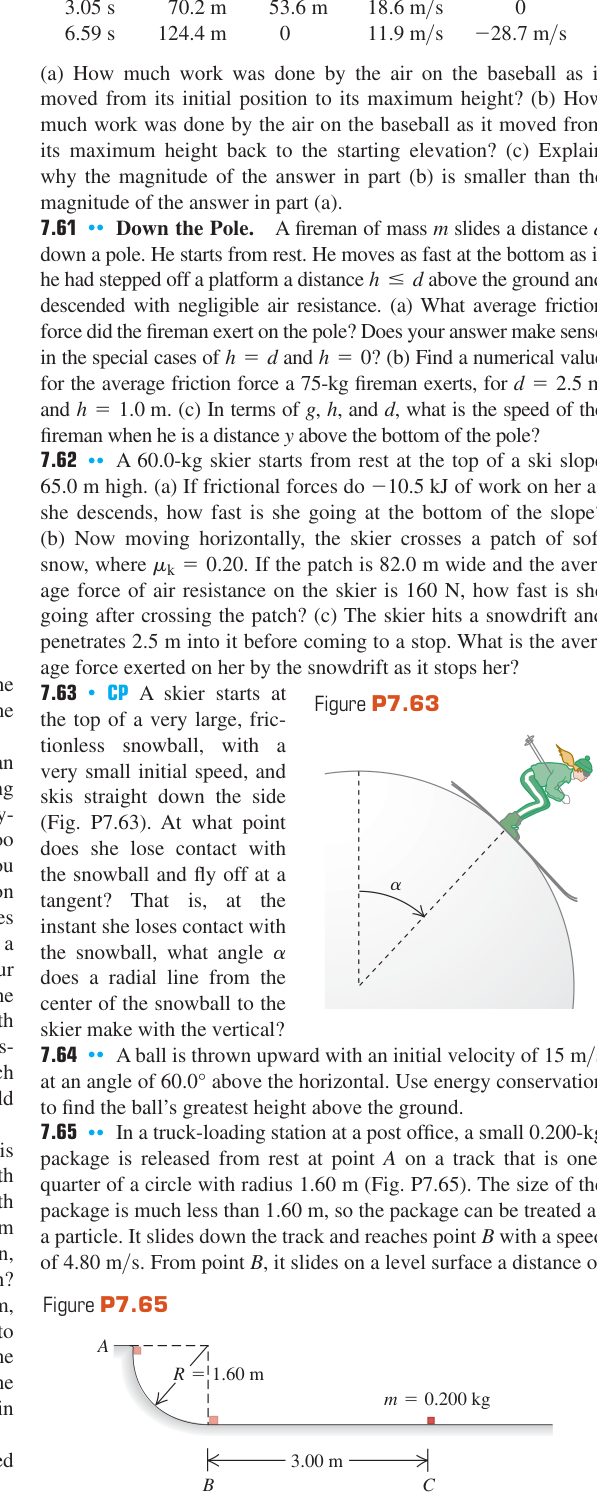 3.05 s 70.2 m 53.6 m 18.6 m/s 0
6.59 s 124.4 m 0 11.9 m/s −28.7 m/s
(a) How much work was done by the air on the baseball as i
moved from its initial position to its maximum height? (b) How
much work was done by the air on the baseball as it moved from
its maximum height back to the starting elevation? (c) Explain
why the magnitude of the answer in part (b) is smaller than the
magnitude of the answer in part (a).
7.61 •• Down the Pole. A fireman of mass m slides a distance d
down a pole. He starts from rest. He moves as fast at the bottom as i
he had stepped off a platform a distance h ≤ d above the ground and
descended with negligible air resistance. (a) What average friction
force did the fireman exert on the pole? Does your answer make sense
in the special cases of h = d and h = 0? (b) Find a numerical value
for the average friction force a 75-kg fireman exerts, for d = 2.5 m
and h = 1.0 m. (c) In terms of g, h, and d, what is the speed of the
fireman when he is a distance y above the bottom of the pole?
7.62 •• A 60.0-kg skier starts from rest at the top of a ski slope
65.0 m high. (a) If frictional forces do −10.5 kJ of work on her a
she descends, how fast is she going at the bottom of the slope?
(b) Now moving horizontally, the skier crosses a patch of sof
snow, where μk = 0.20. If the patch is 82.0 m wide and the aver
age force of air resistance on the skier is 160 N, how fast is she
going after crossing the patch? (c) The skier hits a snowdrift and
penetrates 2.5 m into it before coming to a stop. What is the aver
age force exerted on her by the snowdrift as it stops her?
7.63 • CP A skier starts at
the top of a very large, fric-
tionless snowball, with a
very small initial speed, and
skis straight down the side
(Fig. P7.63). At what point
does she lose contact with
the snowball and fly off at a
tangent? That is, at the
instant she loses contact with
the snowball, what angle α
does a radial line from the
center of the snowball to the
skier make with the vertical?
Figure P7.63
α
7.64 •• A ball is thrown upward with an initial velocity of 15 m/s
at an angle of 60.0° above the horizontal. Use energy conservation
to find the ball's greatest height above the ground.
7.65 •• In a truck-loading station at a post office, a small 0.200-kg
package is released from rest at point A on a track that is one
quarter of a circle with radius 1.60 m (Fig. P7.65). The size of the
package is much less than 1.60 m, so the package can be treated a
a particle. It slides down the track and reaches point B with a speed
of 4.80 m/s. From point B, it slides on a level surface a distance o
Figure P7.65
A
R = 1.60 m
m = 0.200 kg
3.00 m
B C